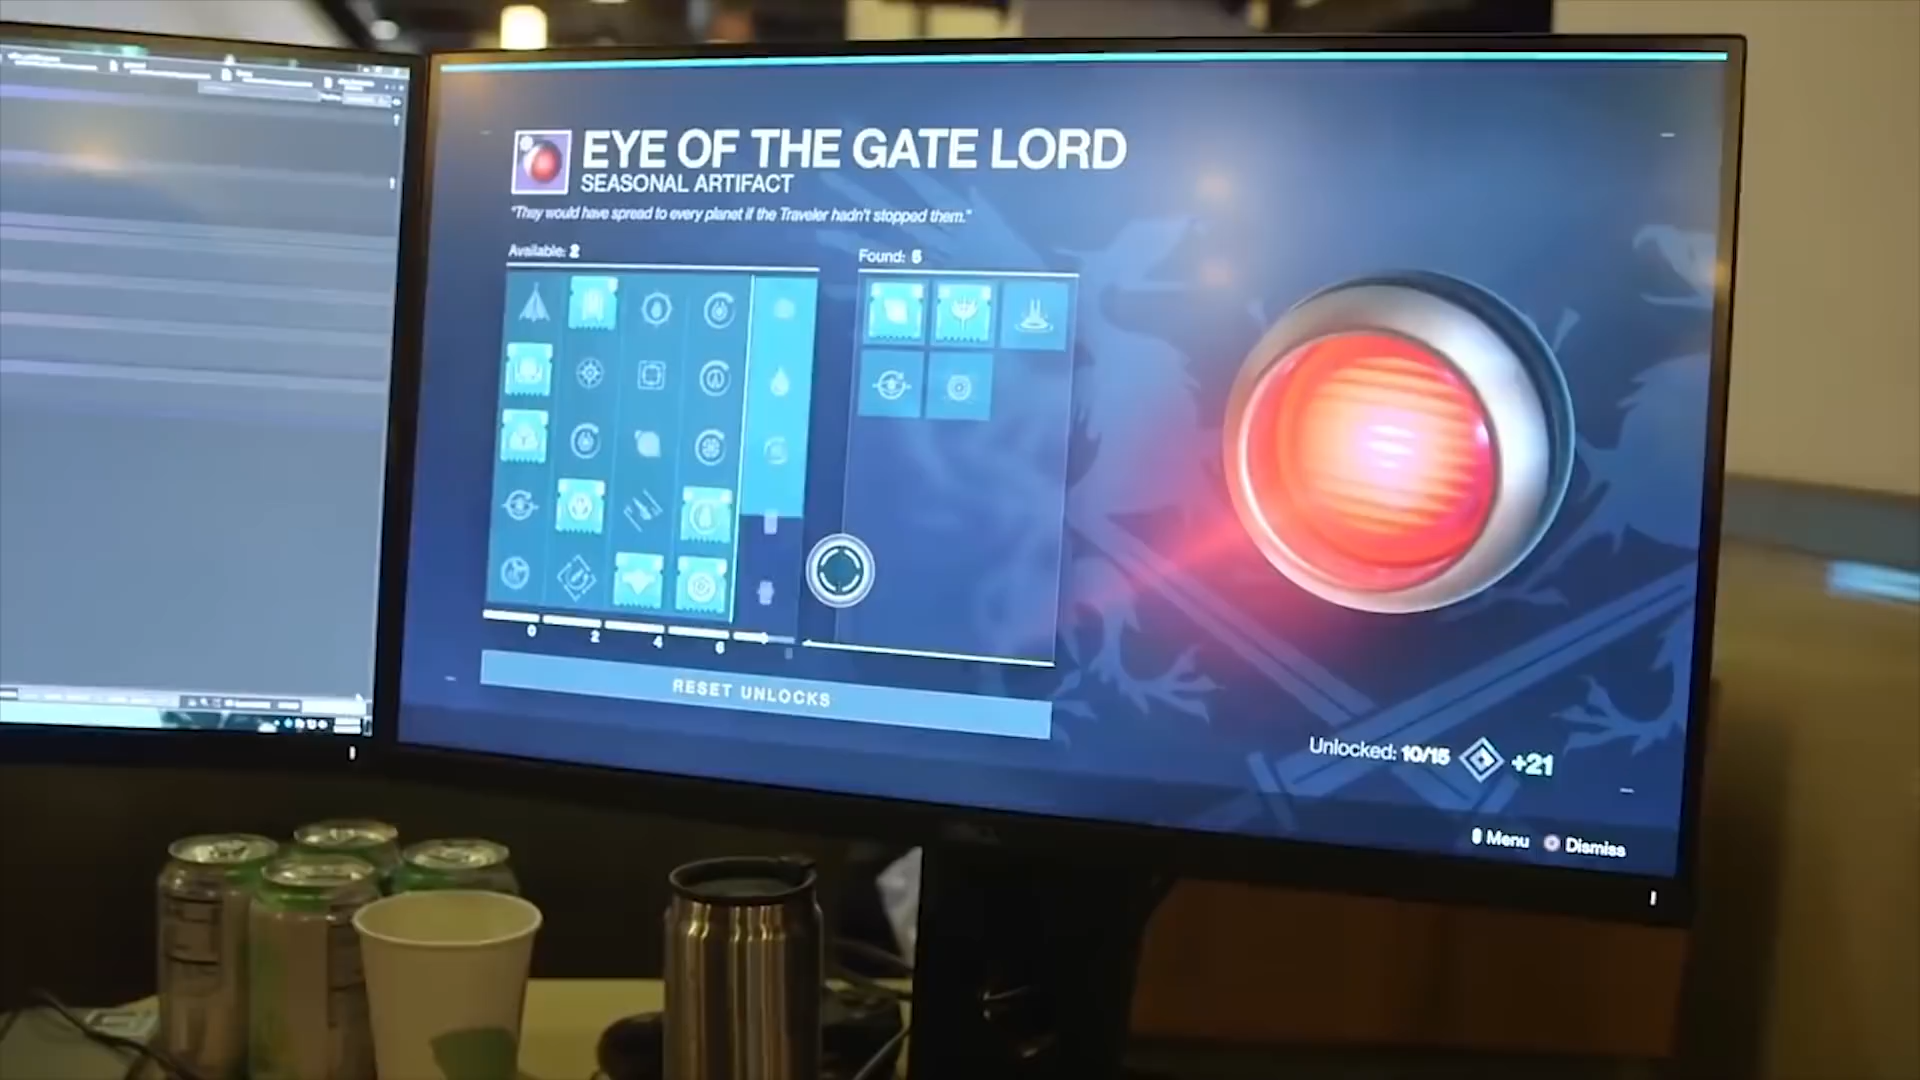 EYE OF THE GATE LORD
SEASONAL ARTIFACT
"They would have spread to every planet if the Traveler hadn't stopped them."
Available: 2
Found: 5
0 2 4 6 8
RESET UNLOCKS
Unlocked: 10/15 +21
Menu Dismiss